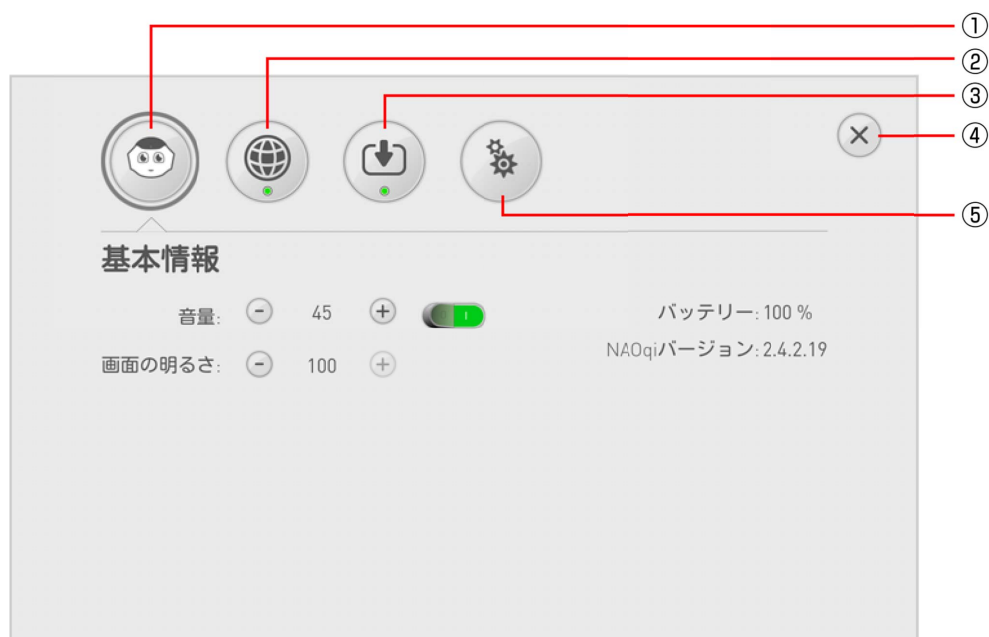 ①
②
③
④
⑤
基本情報
音量: 45 バッテリー: 100 %
NAOqiバージョン: 2.4.2.19
画面の明るさ: 100